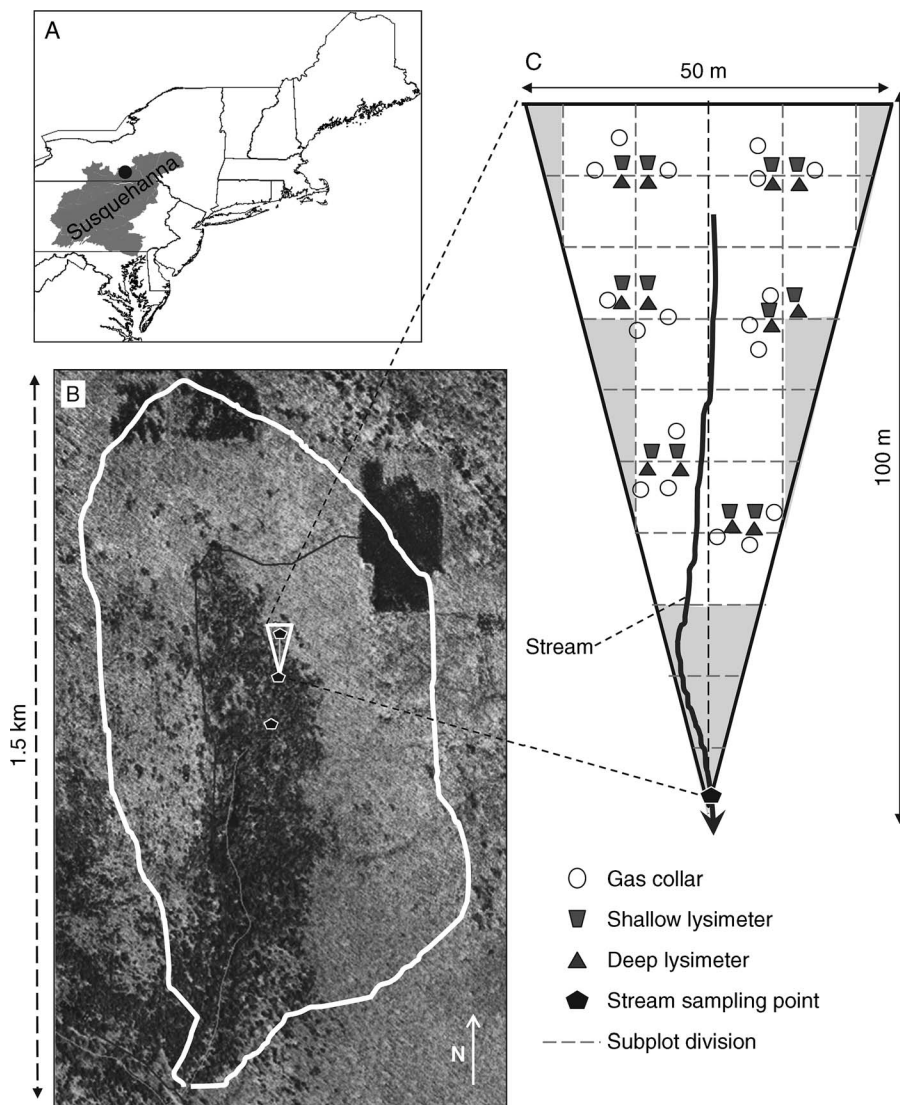 A
Susquehanna
B
1.5 km
N
C
50 m
100 m
Stream
Gas collar
Shallow lysimeter
Deep lysimeter
Stream sampling point
Subplot division